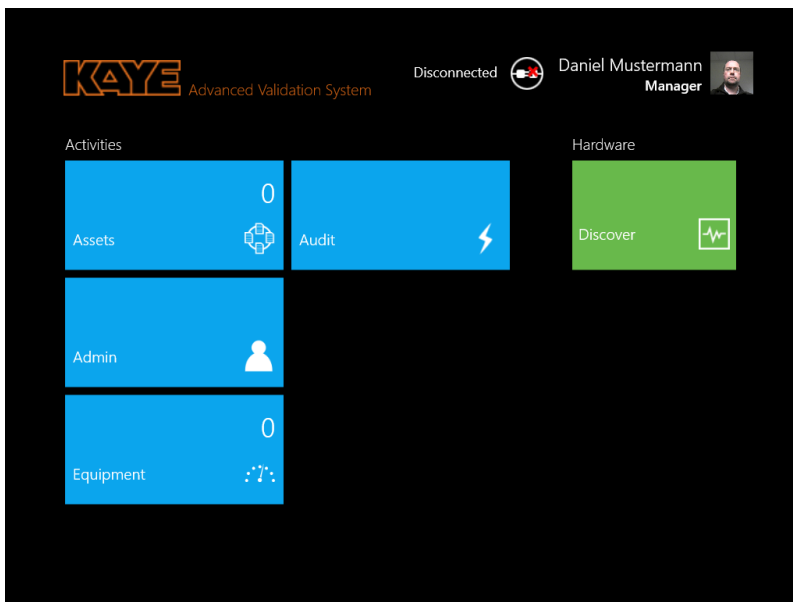 KAYE Advanced Validation System
Disconnected
Daniel Mustermann
Manager
Activities
Hardware
0
Assets
Audit
Discover
Admin
0
Equipment